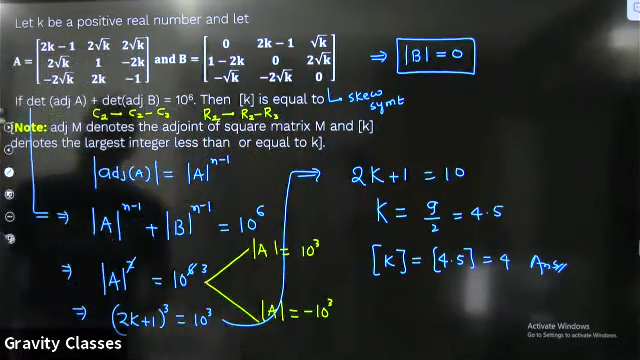 Let k be a positive real number and let
A = [2k − 1 2√k 2√k
2√k 1 −2k
−2√k 2k −1] and B = [0 2k − 1 √k
1 − 2k 0 2√k
−√k −2√k 0] ⇒ |B| = 0
If det (adj A) + det(adj B) = 10⁶. Then [k] is equal to ↳ skew symt
C₂ → C₂ − C₃ R₂ → R₂ − R₃
[Note: adj M denotes the adjoint of square matrix M and [k]
denotes the largest integer less than or equal to k].
|adj(A)| = |A|ⁿ⁻¹
⇒ |A|ⁿ⁻¹ + |B|ⁿ⁻¹ = 10⁶
⇒ |A|² = 10⁶ ³
|A| = 10³
|A| = −10³
⇒ (2K+1)³ = 10³
⇒ 2K+1 = 10
K = 9/2 = 4.5
[K] = [4.5] = 4 Ans
Activate Windows
Go to Settings to activate Windows.
Gravity Classes